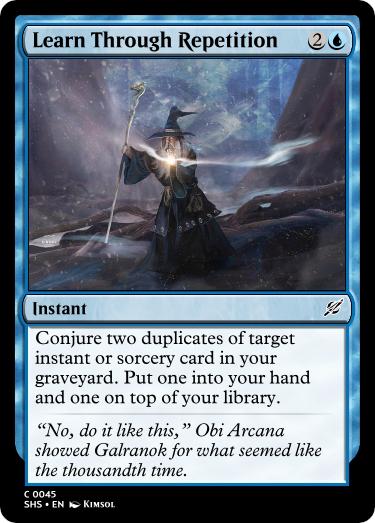 Learn Through Repetition 2
Instant
Conjure two duplicates of target
instant or sorcery card in your
graveyard. Put one into your hand
and one on top of your library.
“No, do it like this,” Obi Arcana
showed Galranok for what seemed like
the thousandth time.
C 0045
SHS • EN Kimsol